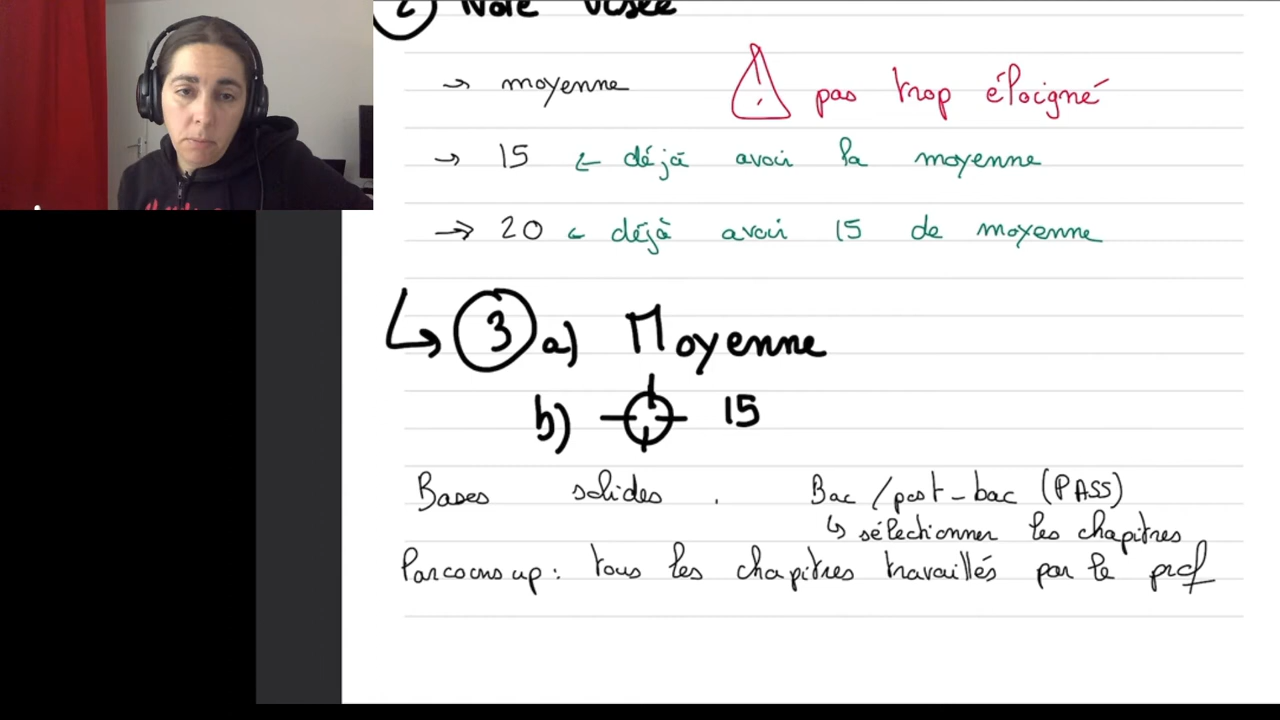 2 Note visée
→ moyenne ! pas trop éloigné
→ 15 ← déjà avoir la moyenne
→ 20 ← déjà avoir 15 de moyenne
↳ 3 a) Moyenne
b) 15
Bases solides. Bac / post-bac (PASS)
↳ sélectionner les chapitres
Parcoursup : tous les chapitres travaillés par le prof